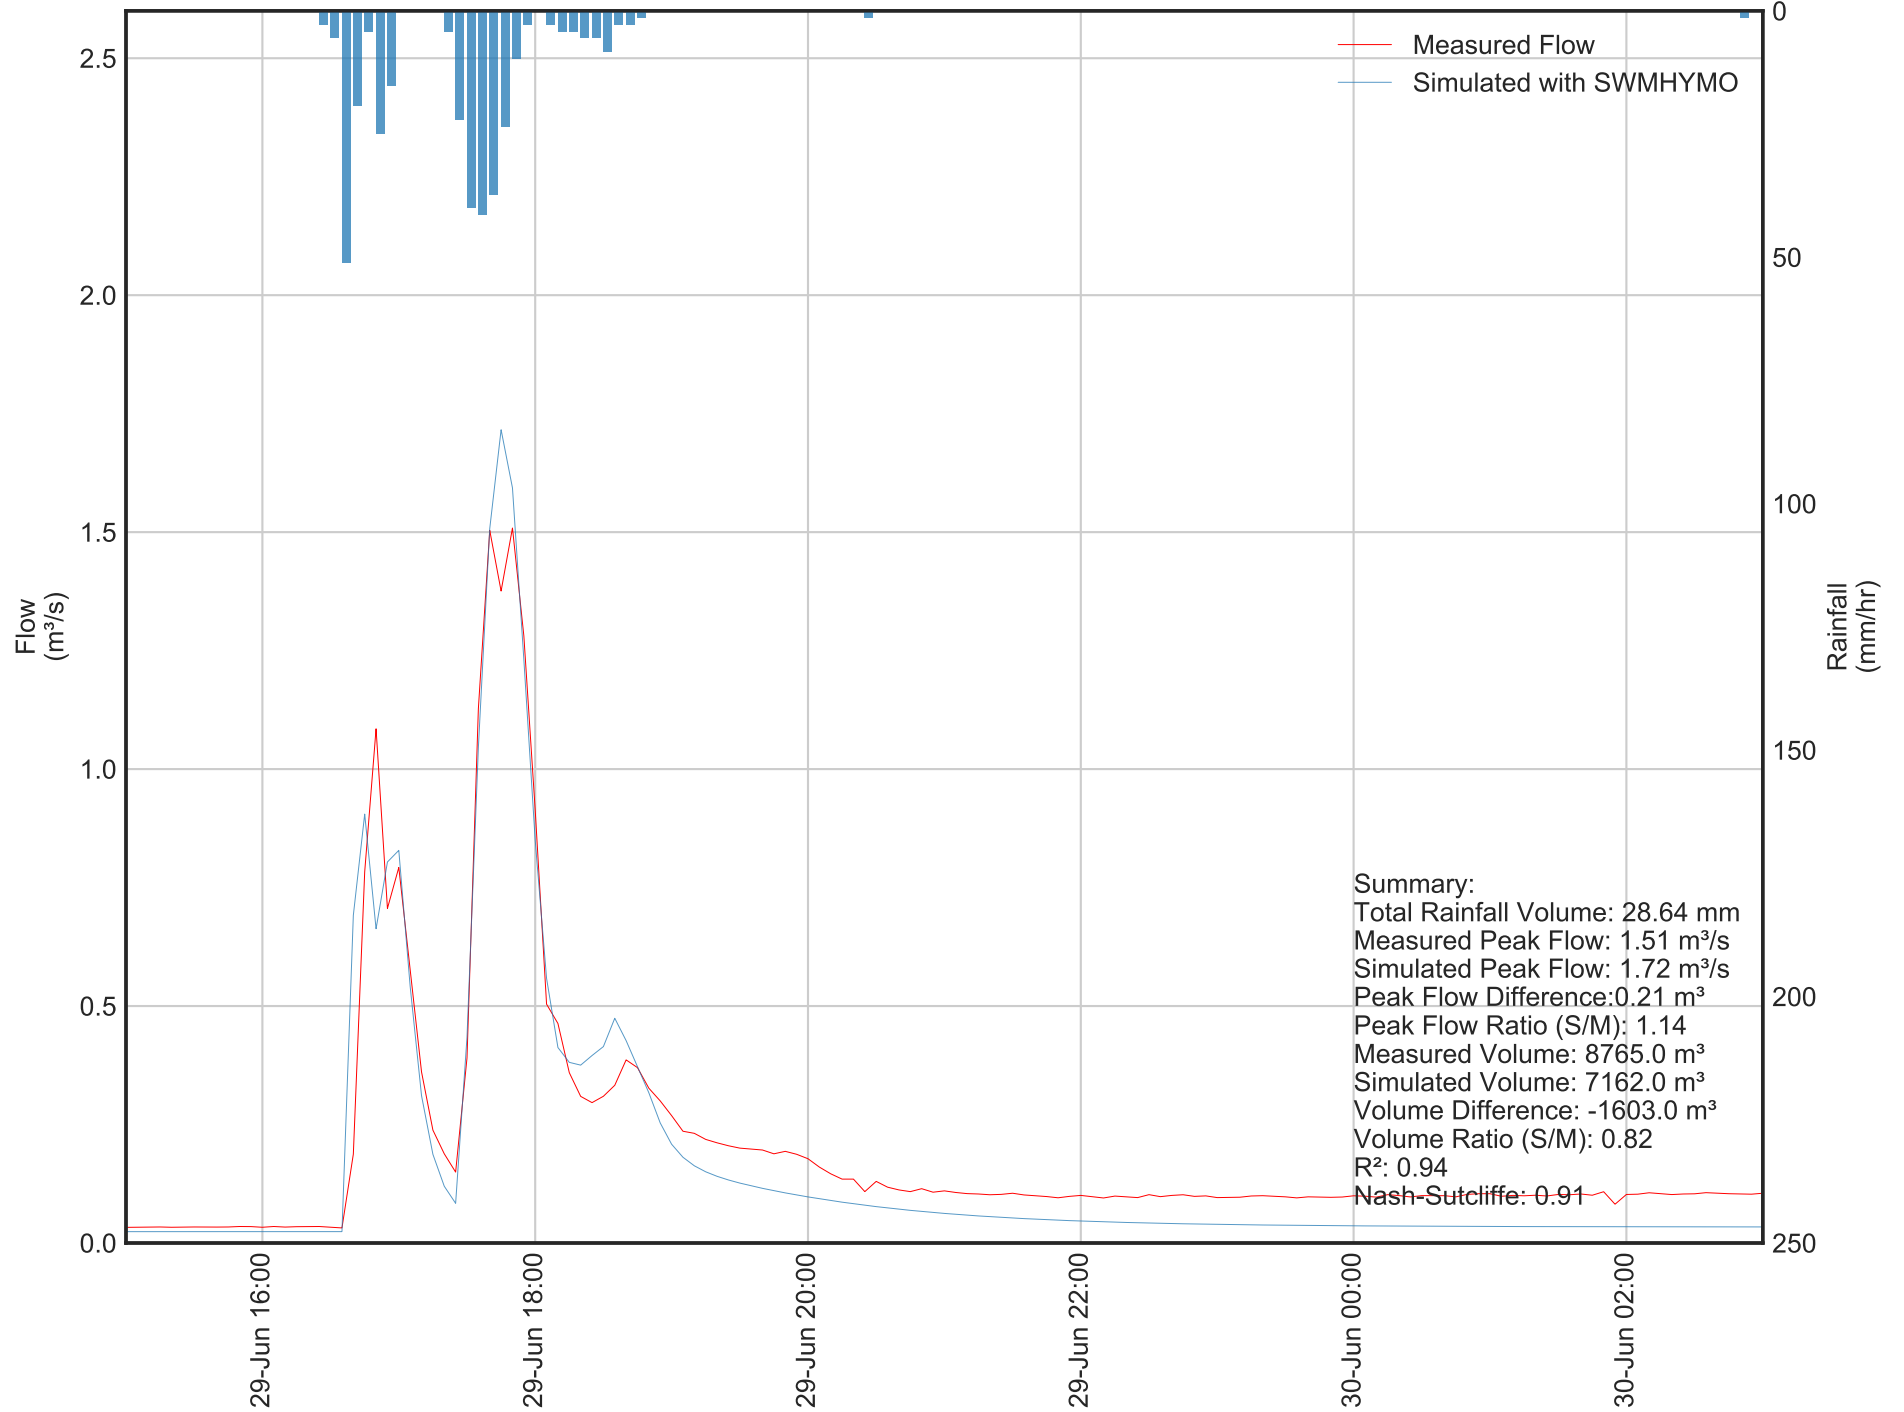 Measured Flow
Simulated with SWMHYMO
2.5
2.0
1.5
1.0
0.5
0.0
Flow
(m³/s)
0
50
100
150
200
250
Rainfall
(mm/hr)
Summary:
Total Rainfall Volume: 28.64 mm
Measured Peak Flow: 1.51 m³/s
Simulated Peak Flow: 1.72 m³/s
Peak Flow Difference:0.21 m³
Peak Flow Ratio (S/M): 1.14
Measured Volume: 8765.0 m³
Simulated Volume: 7162.0 m³
Volume Difference: -1603.0 m³
Volume Ratio (S/M): 0.82
R²: 0.94
Nash-Sutcliffe: 0.91
29-Jun 16:00
29-Jun 18:00
29-Jun 20:00
29-Jun 22:00
30-Jun 00:00
30-Jun 02:00